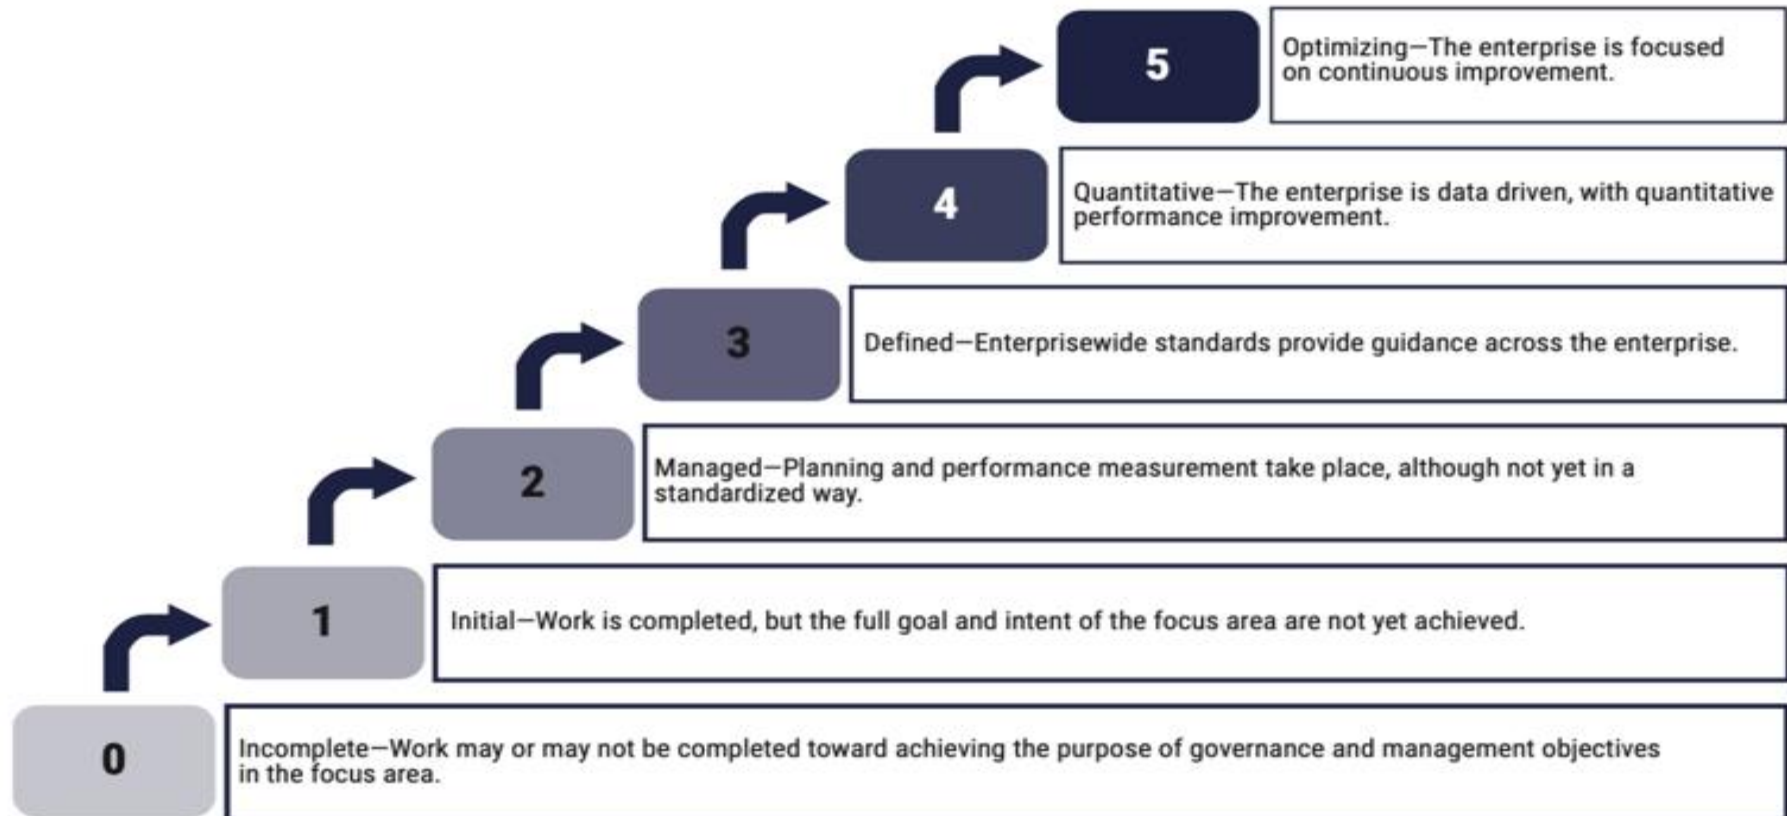 5
Optimizing—The enterprise is focused
on continuous improvement.
4
Quantitative—The enterprise is data driven, with quantitative
performance improvement.
3
Defined—Enterprisewide standards provide guidance across the enterprise.
2
Managed—Planning and performance measurement take place, although not yet in a
standardized way.
1
Initial—Work is completed, but the full goal and intent of the focus area are not yet achieved.
0
Incomplete—Work may or may not be completed toward achieving the purpose of governance and management objectives
in the focus area.